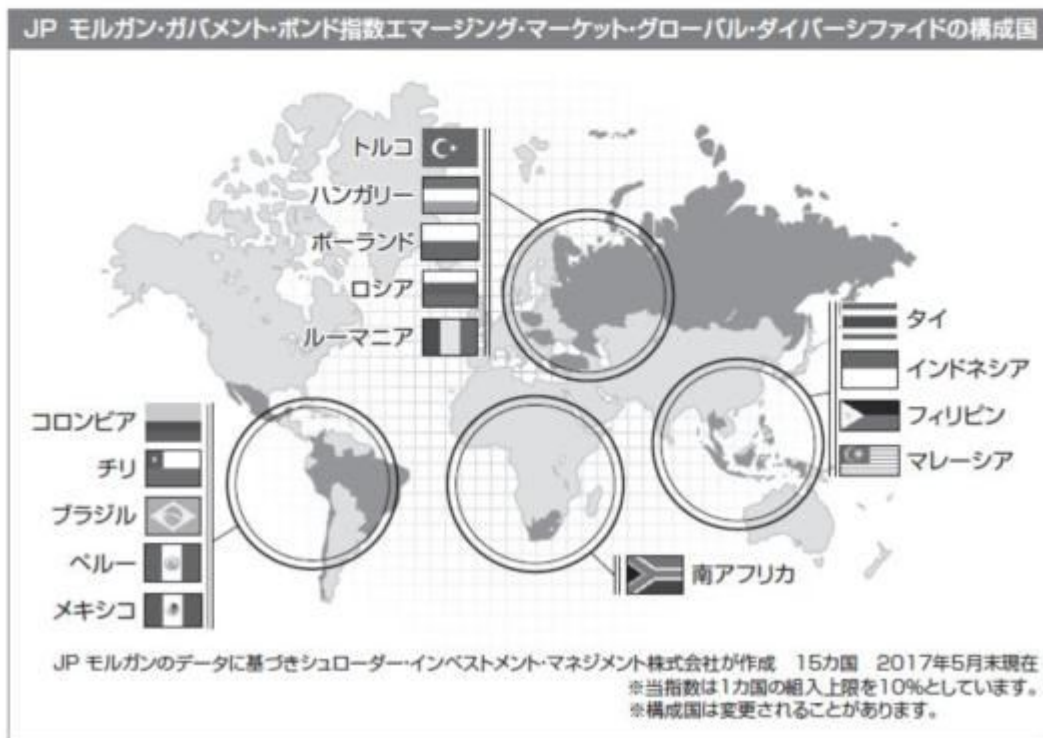 JP モルガン・ガバメント・ボンド指数エマージング・マーケット・グローバル・ダイバーシファイドの構成国
トルコ
ハンガリー
ポーランド
ロシア
ルーマニア
タイ
インドネシア
フィリピン
マレーシア
コロンビア
チリ
ブラジル
ペルー
メキシコ
南アフリカ
JP モルガンのデータに基づきシュローダー・インベストメント・マネジメント株式会社が作成 15カ国 2017年5月末現在
※当指数は1カ国の組入上限を10%としています。
※構成国は変更されることがあります。